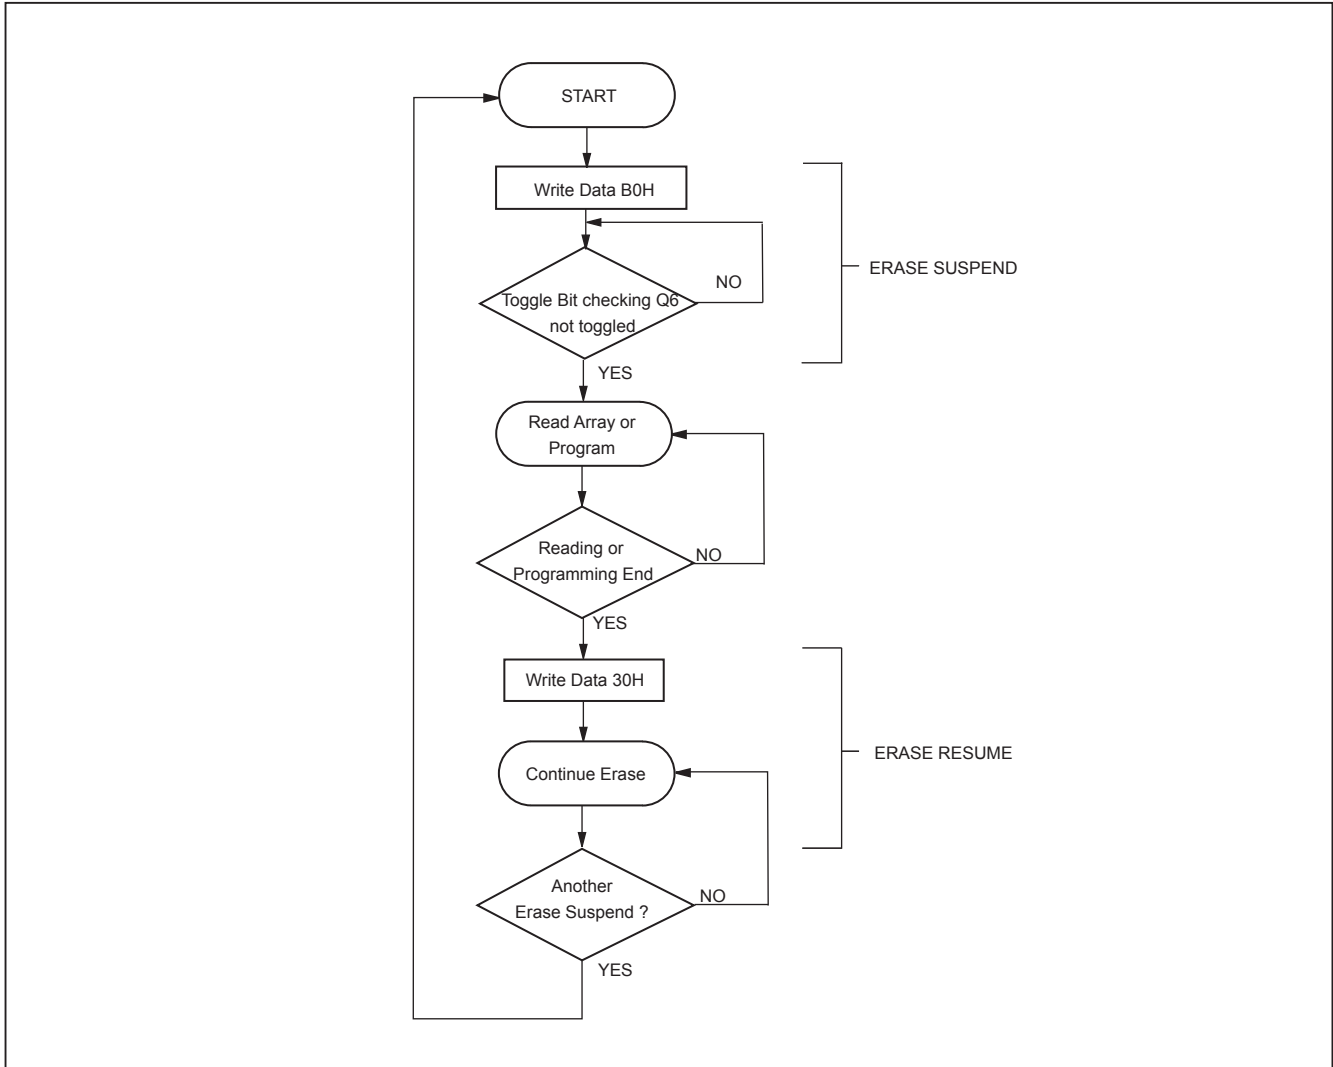 START
Write Data B0H
ERASE SUSPEND
NO
Toggle Bit checking Q6
not toggled
YES
Read Array or
Program
Reading or
Programming End
NO
YES
Write Data 30H
ERASE RESUME
Continue Erase
Another
Erase Suspend ?
NO
YES